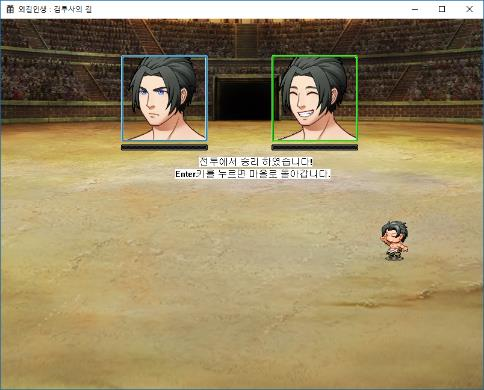 외길인생 : 검투사의 길
전투에서 승리 하였습니다!
Enter키를 누르면 마을로 돌아갑니다.